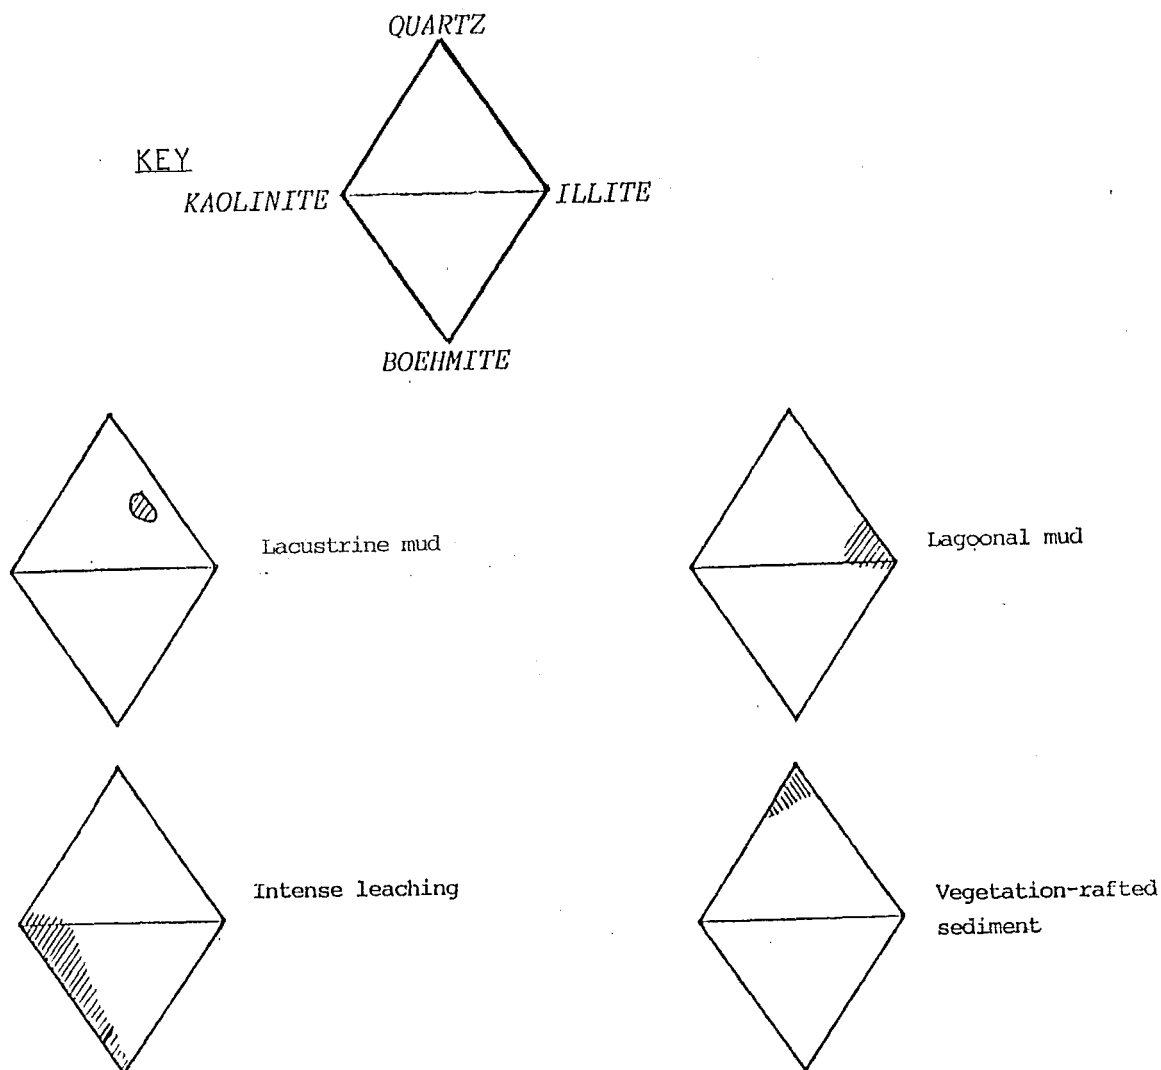 QUARTZ
KEY
KAOLINITE
ILLITE
BOEHMITE
Lacustrine mud
Lagoonal mud
Intense leaching
Vegetation-rafted
sediment